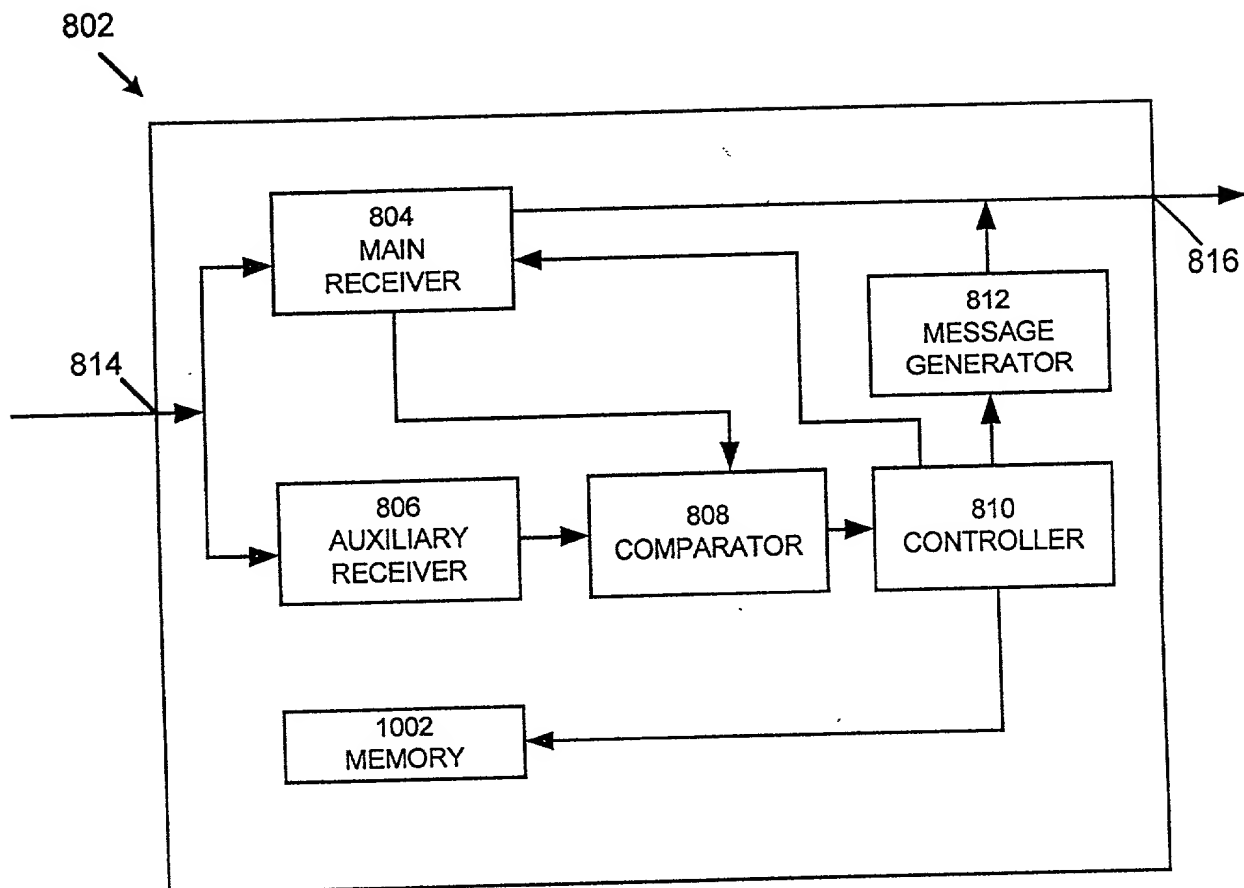 802
804
MAIN
RECEIVER
816
812
MESSAGE
GENERATOR
814
806
AUXILIARY
RECEIVER
808
COMPARATOR
810
CONTROLLER
1002
MEMORY